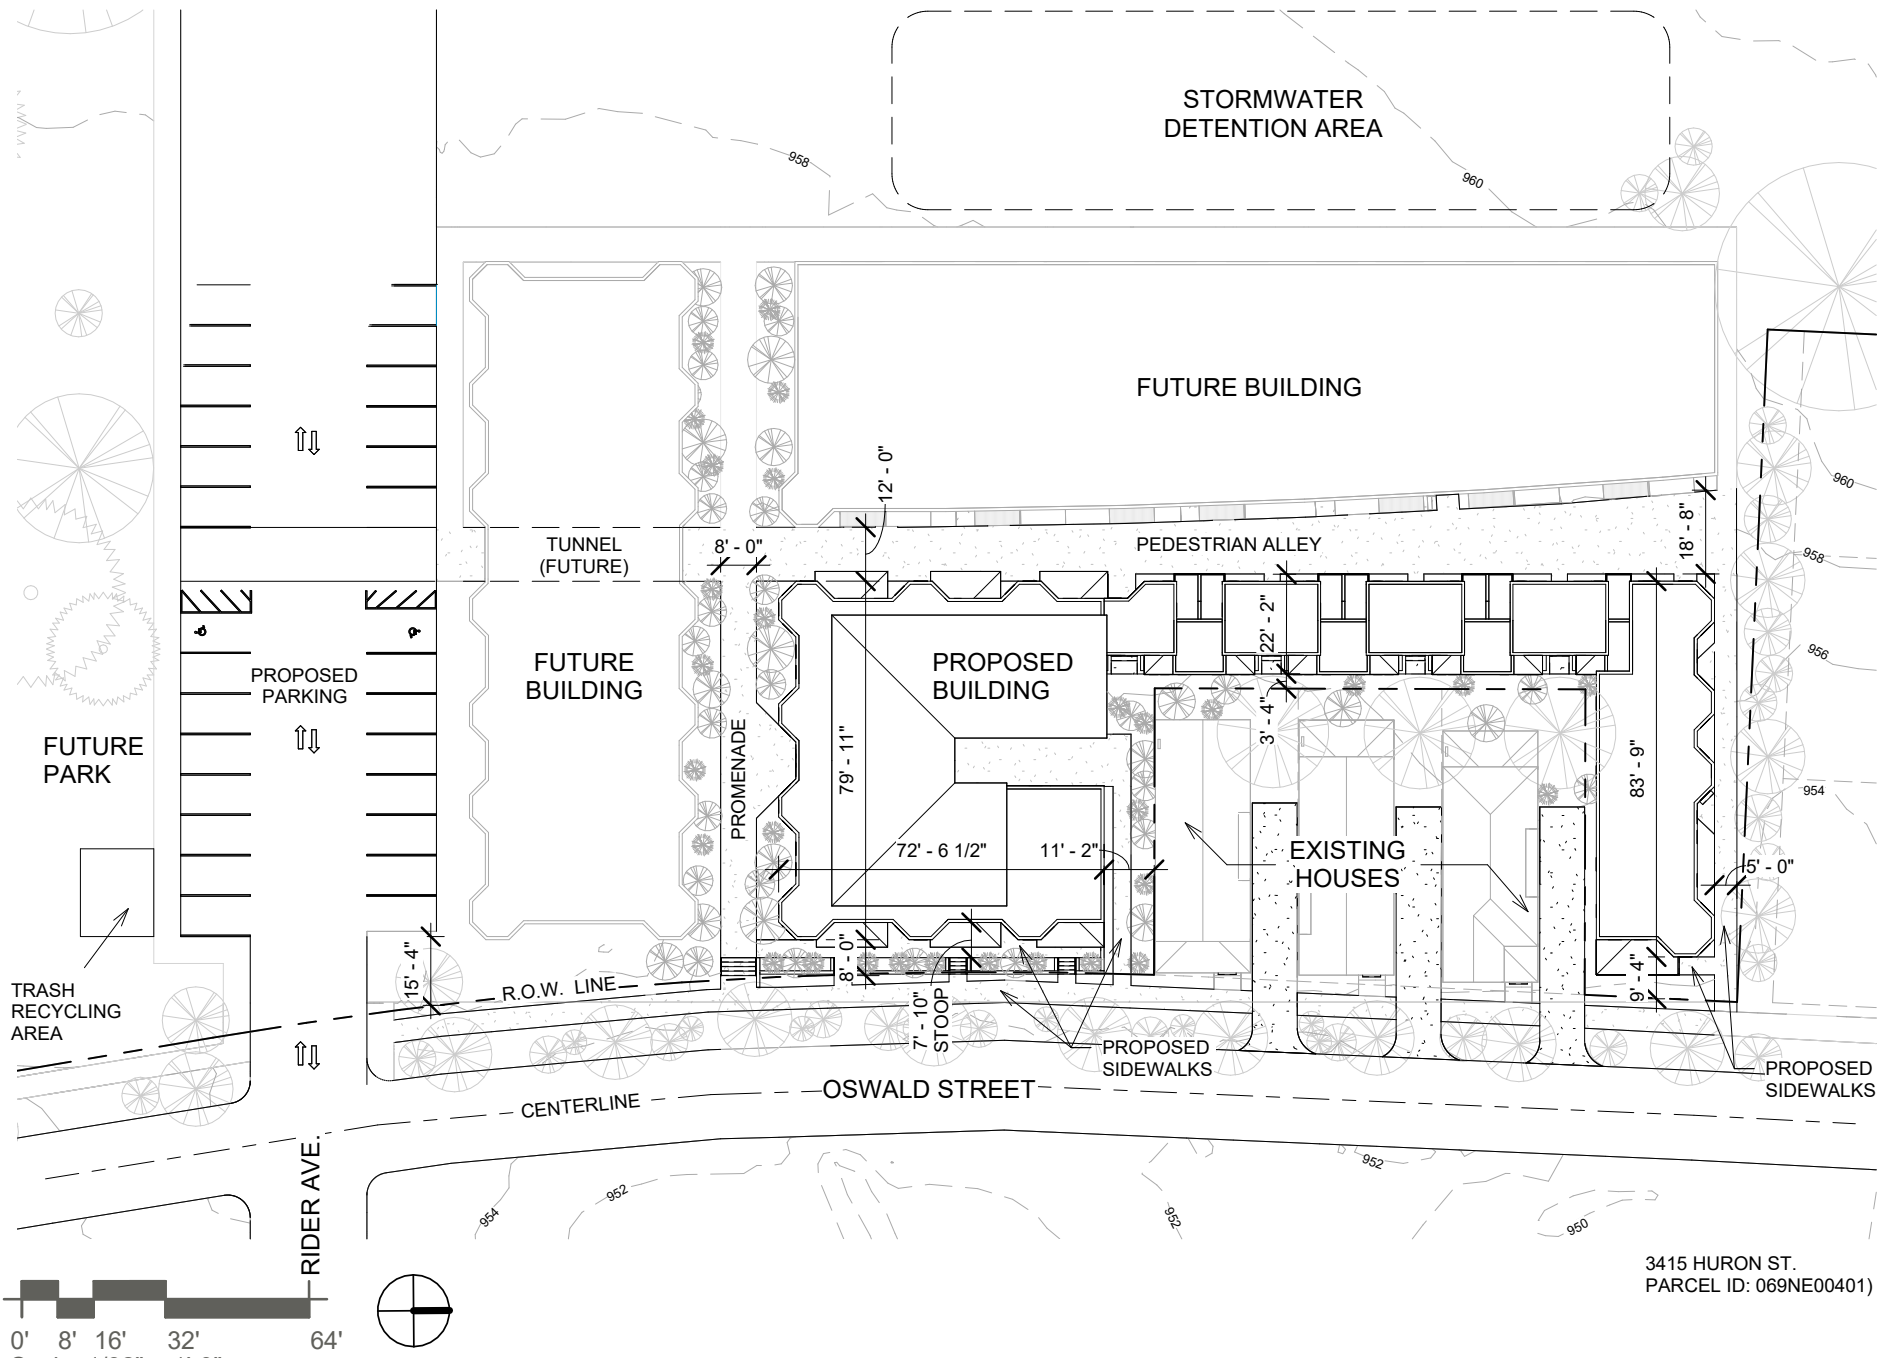 STORMWATER
DETENTION AREA
958
960
FUTURE BUILDING
12' - 0"
960
TUNNEL
(FUTURE)
8' - 0"
PEDESTRIAN ALLEY
18' - 8"
958
22' - 2"
956
FUTURE
BUILDING
PROPOSED
BUILDING
PROPOSED
PARKING
3' - 4"
FUTURE
PARK
PROMENADE
79' - 11"
83' - 9"
954
72' - 6 1/2"
11' - 2"
EXISTING
HOUSES
5' - 0"
15' - 4"
8' - 0"
9' - 4"
R.O.W. LINE
TRASH
RECYCLING
AREA
7' - 10"
STOOP
PROPOSED
SIDEWALKS
PROPOSED
SIDEWALKS
OSWALD STREET
CENTERLINE
RIDER AVE.
954
952
952
952
950
3415 HURON ST.
PARCEL ID: 069NE00401)
0' 8' 16' 32' 64'